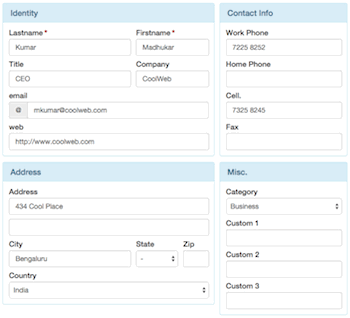 Identity
Lastname * Firstname *
Kumar Madhukar
Title Company
CEO CoolWeb
email
@ mkumar@coolweb.com
web
http://www.coolweb.com
Contact Info
Work Phone
7225 8252
Home Phone
Cell.
7325 8245
Fax
Address
Address
434 Cool Place
City State Zip
Bengaluru -
Country
India
Misc.
Category
Business
Custom 1
Custom 2
Custom 3